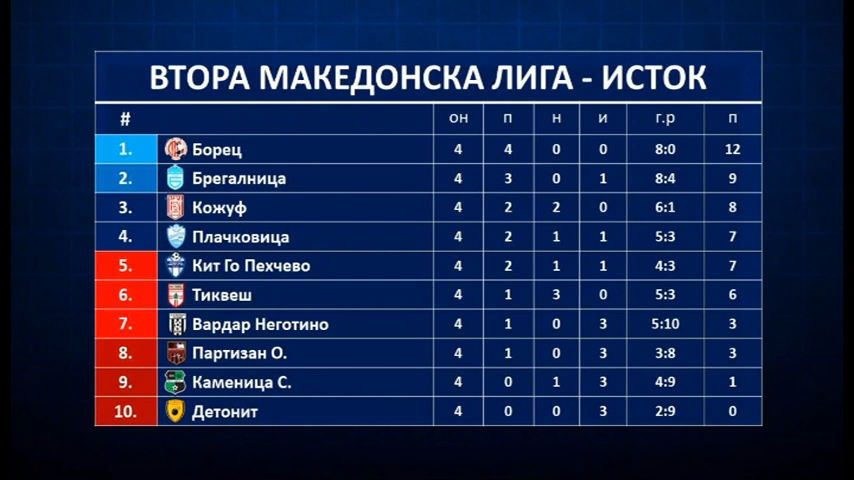 ВТОРА МАКЕДОНСКА ЛИГА - ИСТОК
# ОН П Н И Г.Р П
1. Борец 4 4 0 0 8:0 12
2. Брегалница 4 3 0 1 8:4 9
3. Кожуф 4 2 2 0 6:1 8
4. Плачковица 4 2 1 1 5:3 7
5. Кит Го Пехчево 4 2 1 1 4:3 7
6. Тиквеш 4 1 3 0 5:3 6
7. Вардар Неготино 4 1 0 3 5:10 3
8. Партизан О. 4 1 0 3 3:8 3
9. Каменица С. 4 0 1 3 4:9 1
10. Детонит 4 0 0 3 2:9 0